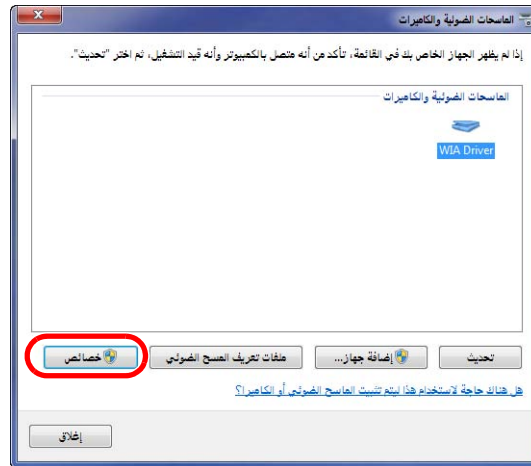 الماسحات الضوئية والكاميرات
إذا لم يظهر الجهاز الخاص بك في القائمة، تأكد من أنه متصل بالكمبيوتر وأنه قيد التشغيل، ثم اختر "تحديث".
الماسحات الضوئية والكاميرات
WIA Driver
تحديث
إضافة جهاز...
ملفات تعريف المسح الضوئي
خصائص
هل هناك حاجة لاستخدام هذا ليتم تثبيت الماسح الضوئي أو الكاميرا؟
إغلاق